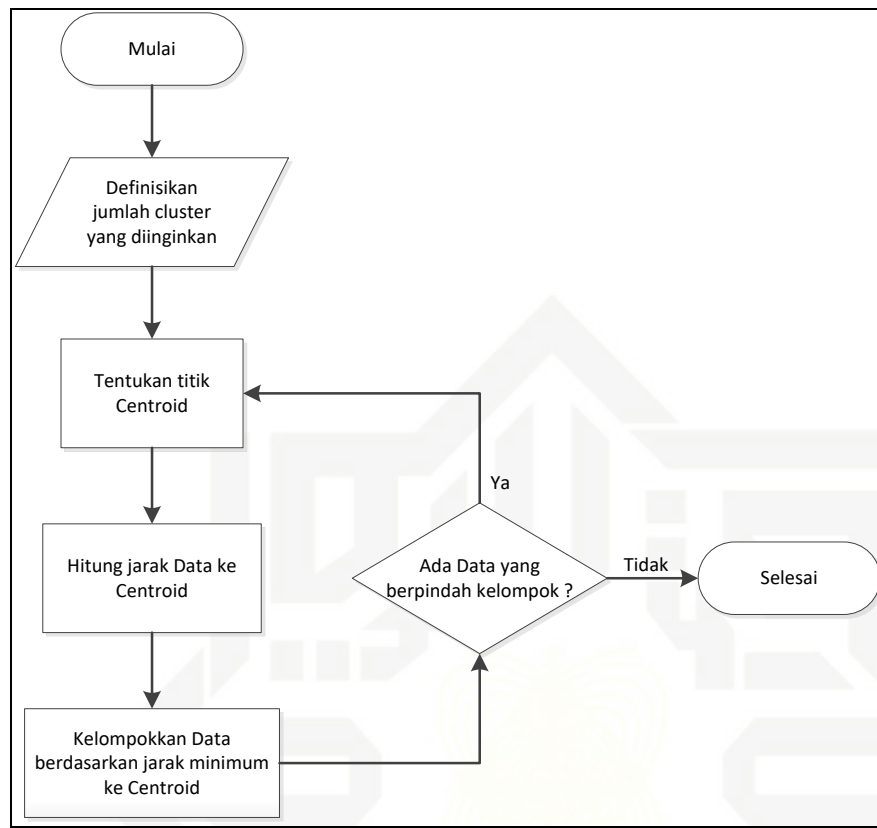 Mulai
Definisikan
jumlah cluster
yang diinginkan
Tentukan titik
Centroid
Hitung jarak Data ke
Centroid
Kelompokkan Data
berdasarkan jarak minimum
ke Centroid
Ya
Ada Data yang
berpindah kelompok ?
Tidak
Selesai